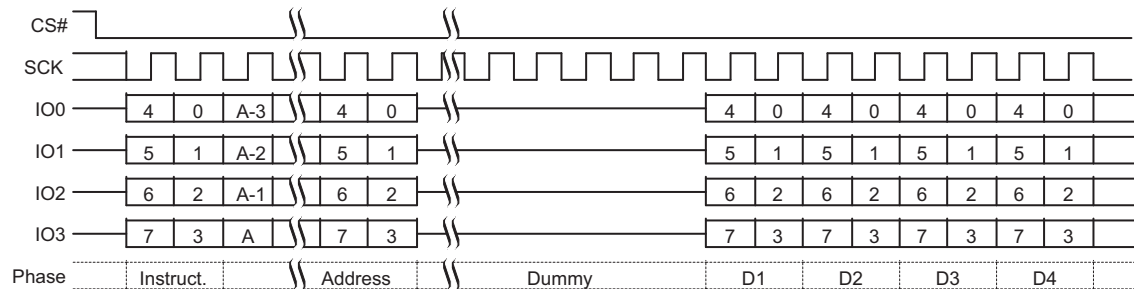 CS#
SCK
IO0 4 0 A-3 4 0 4 0 4 0 4 0 4 0
IO1 5 1 A-2 5 1 5 1 5 1 5 1 5 1
IO2 6 2 A-1 6 2 6 2 6 2 6 2 6 2
IO3 7 3 A 7 3 7 3 7 3 7 3 7 3
Phase Instruct. Address Dummy D1 D2 D3 D4